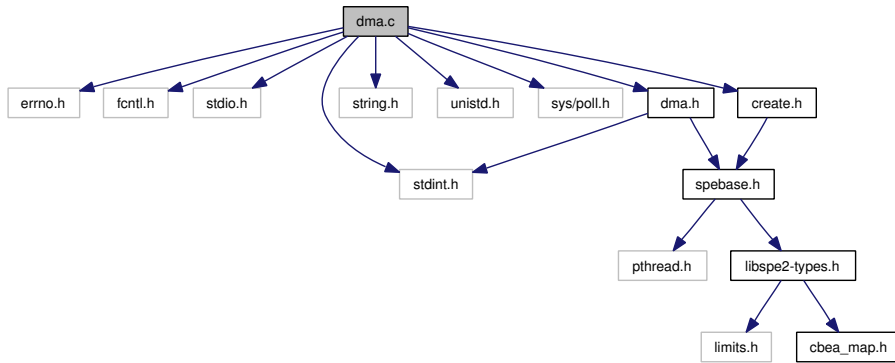 dma.c
errno.h
fcntl.h
stdio.h
string.h
unistd.h
sys/poll.h
dma.h
create.h
stdint.h
spebase.h
pthread.h
libspe2-types.h
limits.h
cbea_map.h